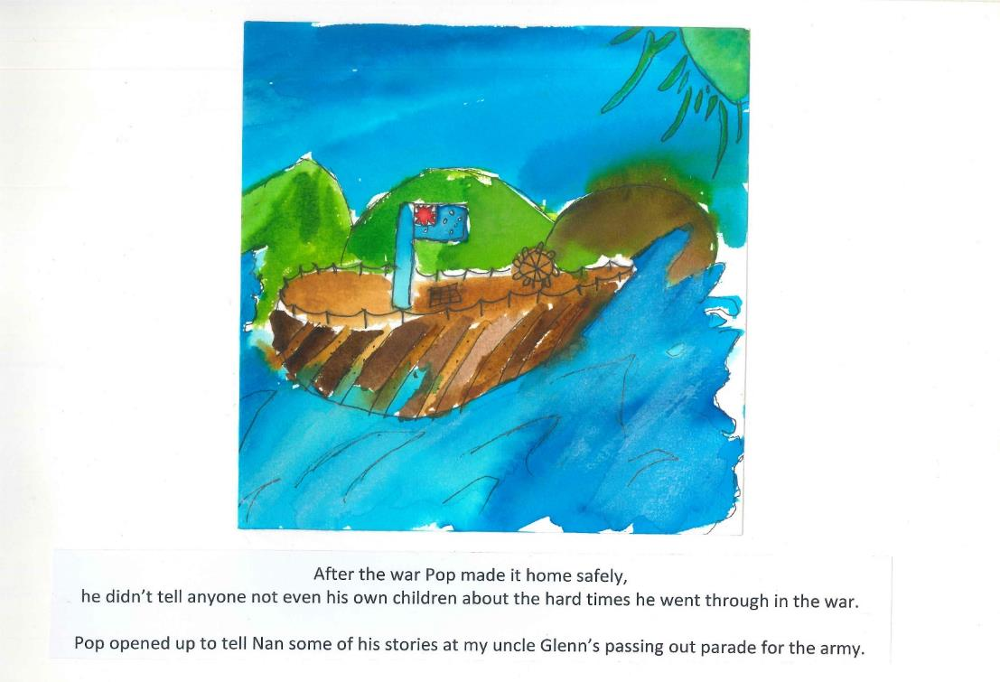 After the war Pop made it home safely,
he didn't tell anyone not even his own children about the hard times he went through in the war.
Pop opened up to tell Nan some of his stories at my uncle Glenn's passing out parade for the army.